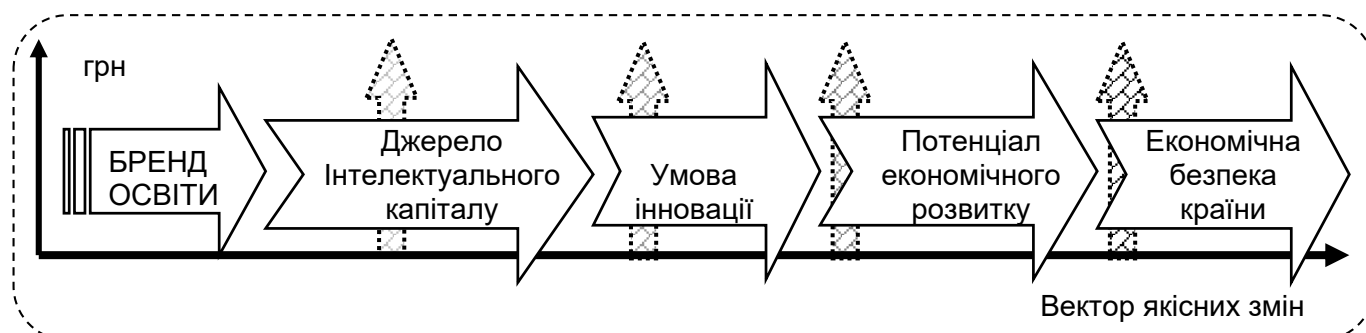 грн
БРЕНД
ОСВІТИ
Джерело
Інтелектуального
капіталу
Умова
інновації
Потенціал
економічного
розвитку
Економічна
безпека
країни
Вектор якісних змін